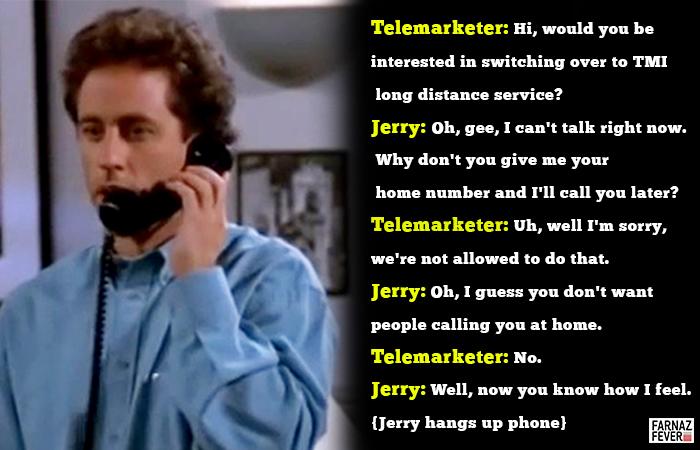 Telemarketer: Hi, would you be
interested in switching over to TMI
long distance service?
Jerry: Oh, gee, I can't talk right now.
Why don't you give me your
home number and I'll call you later?
Telemarketer: Uh, well I'm sorry,
we're not allowed to do that.
Jerry: Oh, I guess you don't want
people calling you at home.
Telemarketer: No.
Jerry: Well, now you know how I feel.
{Jerry hangs up phone}
FARNAZ
FEVER